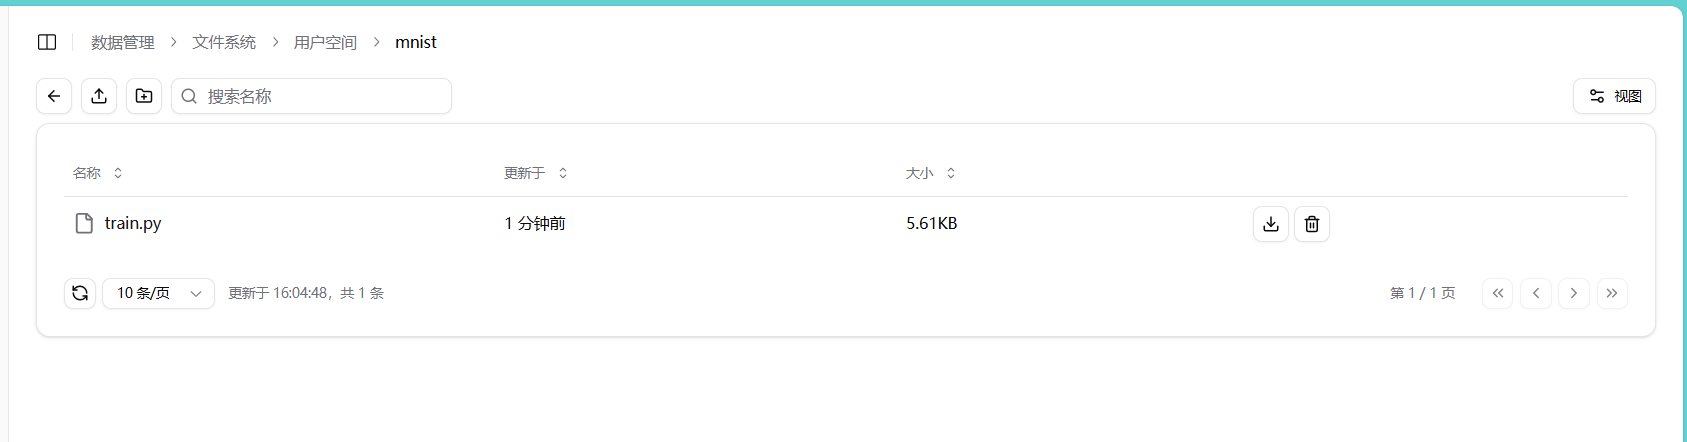 数据管理 > 文件系统 > 用户空间 > mnist
搜索名称 视图
名称 更新于 大小
train.py 1 分钟前 5.61KB
10 条/页 更新于 16:04:48，共 1 条 第 1 / 1 页